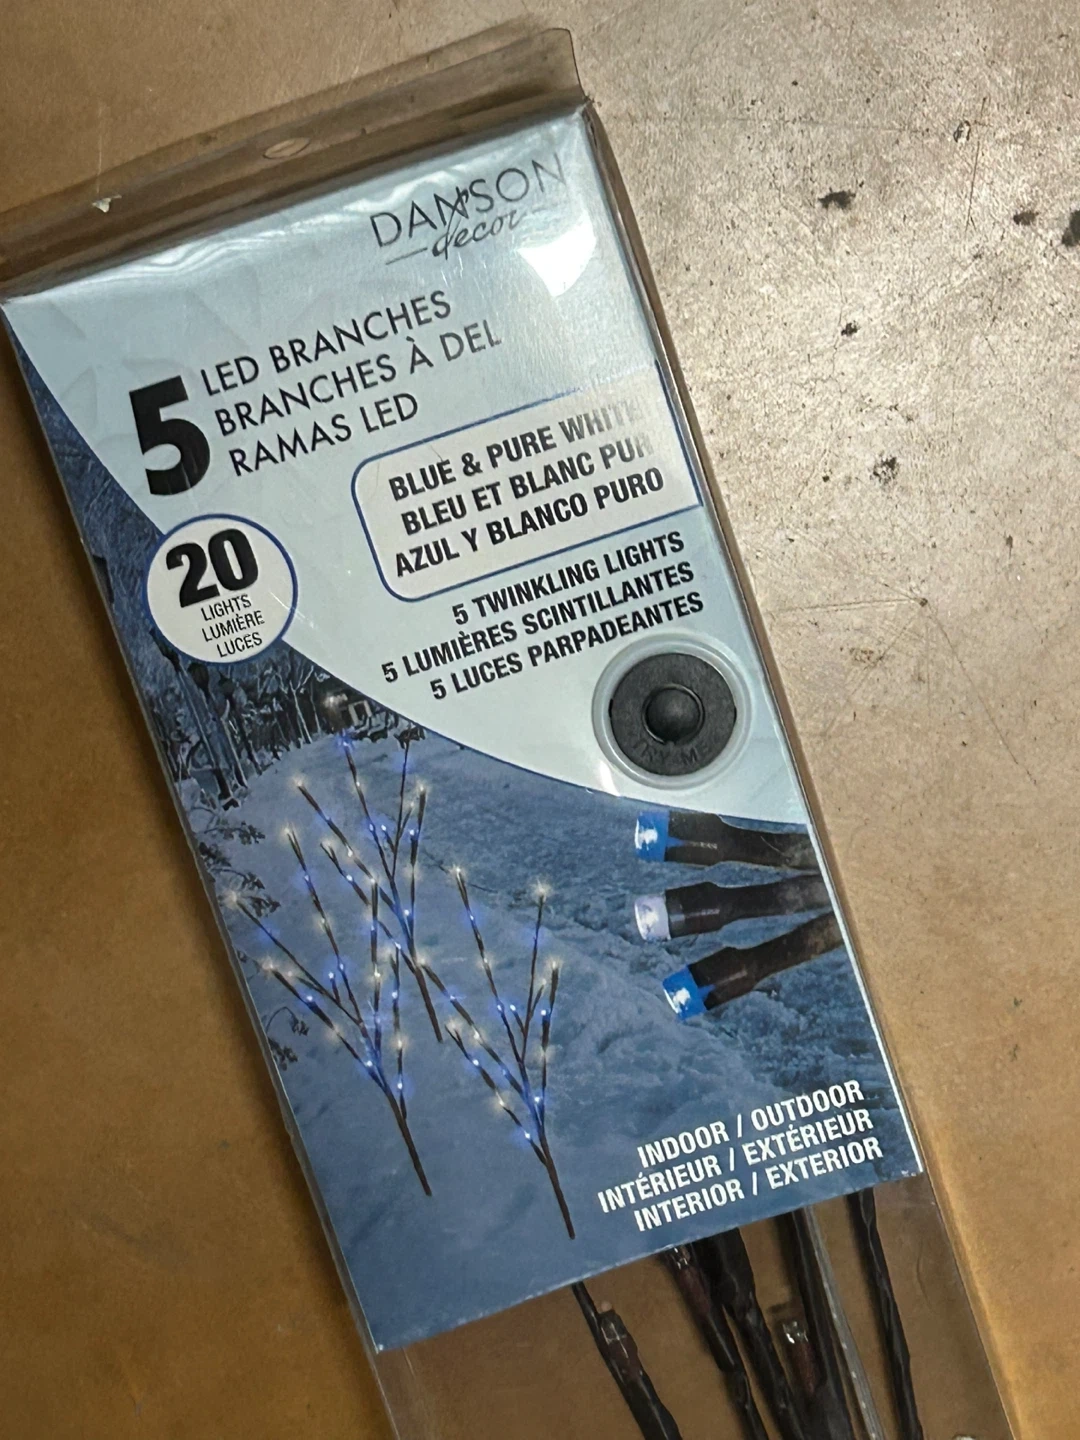 DANSON
decor
5
LED BRANCHES
BRANCHES À DEL
RAMAS LED
BLUE & PURE WHITE
BLEU ET BLANC PUR
AZUL Y BLANCO PURO
20
LIGHTS
LUMIÈRE
LUCES
5 TWINKLING LIGHTS
5 LUMIÈRES SCINTILLANTES
5 LUCES PARPADEANTES
TRY ME
INDOOR / OUTDOOR
INTÉRIEUR / EXTÉRIEUR
INTERIOR / EXTERIOR